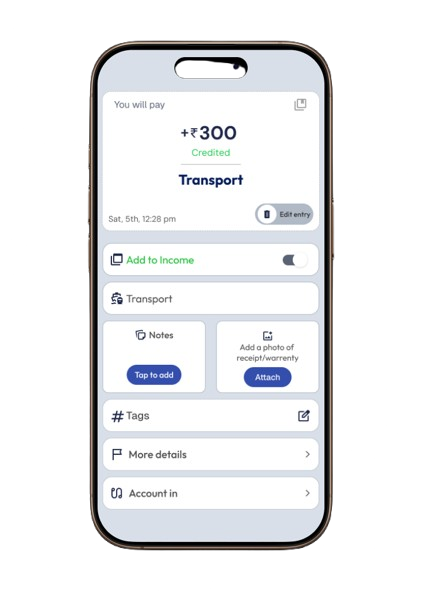 You will pay
+₹300
Credited
Transport
Sat, 5th, 12:28 pm
Edit entry
Add to Income
Transport
Notes
Tap to add
Add a photo of
receipt/warrenty
Attach
#Tags
More details
Account in